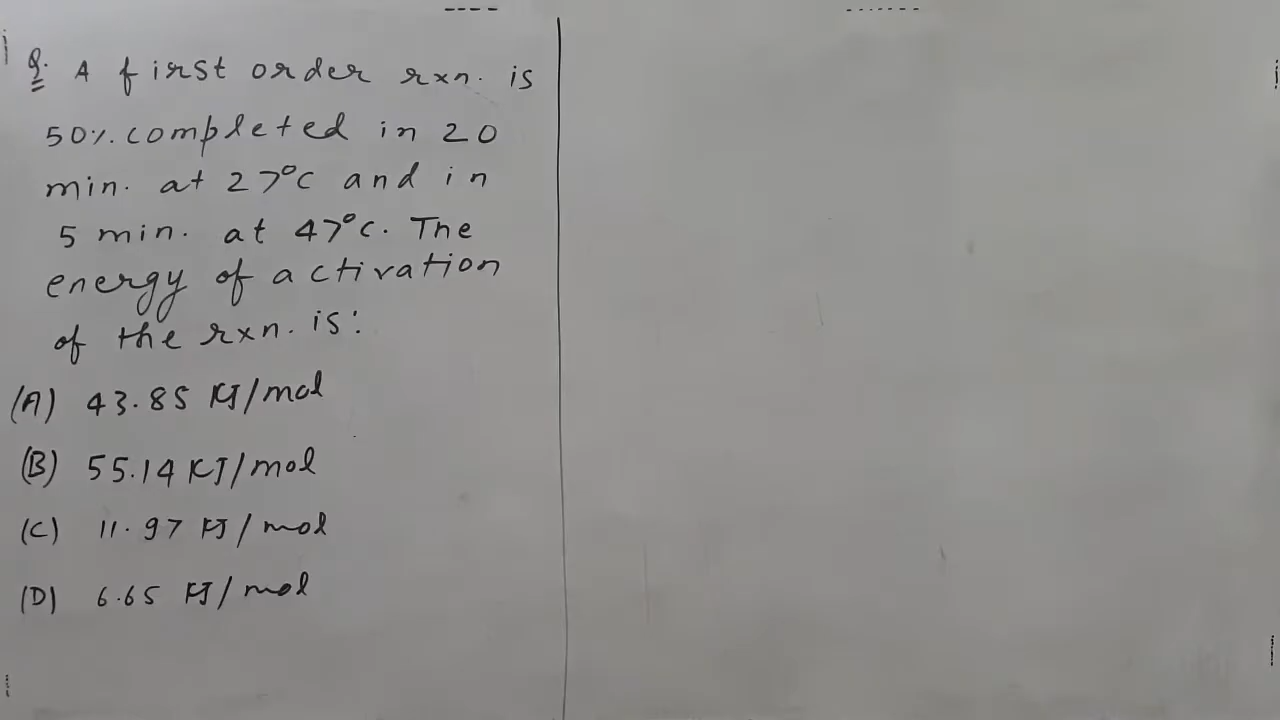 Q. A first order rxn. is
50%. completed in 20
min. at 27°C and in
5 min. at 47°C. The
energy of activation
of the rxn. is:
(A) 43.85 KJ/mol
(B) 55.14 KJ/mol
(C) 11.97 KJ/mol
(D) 6.65 KJ/mol